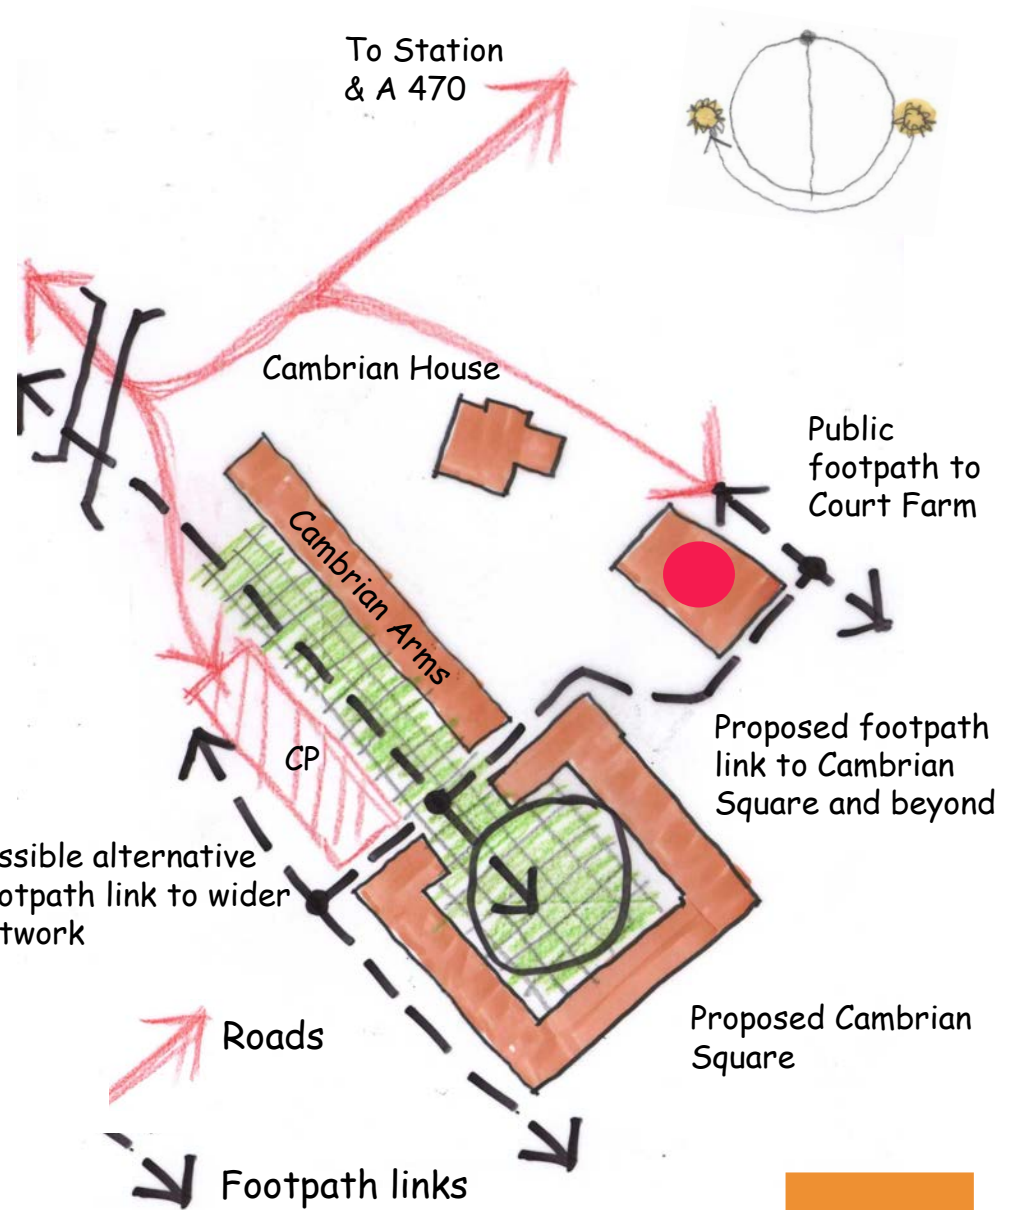 To Station
& A 470
Cambrian House
Public
footpath to
Court Farm
Cambrian Arms
CP
Proposed footpath
link to Cambrian
Square and beyond
ssible alternative
otpath link to wider
twork
Proposed Cambrian
Square
Roads
Footpath links